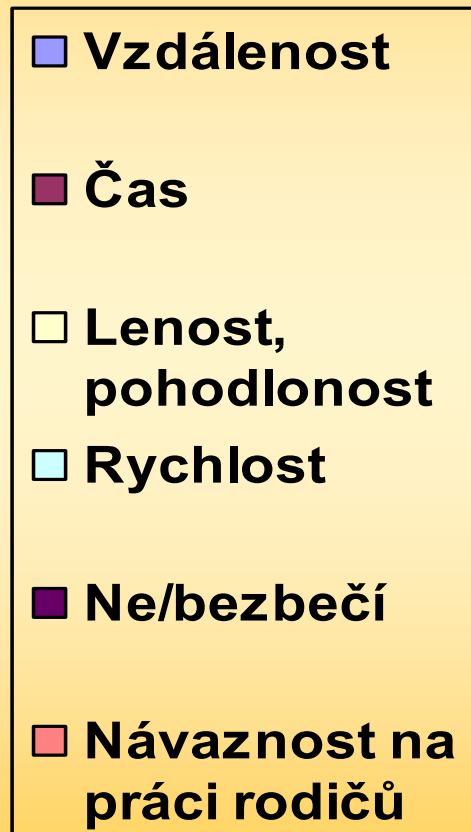 Vzdálenost
Čas
Lenost,
pohodlonost
Rychlost
Ne/bezbečí
Návaznost na
práci rodičů